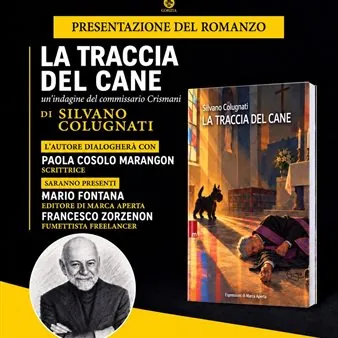 GORIZIA
PRESENTAZIONE DEL ROMANZO
LA TRACCIA
DEL CANE
un'indagine del commissario Crismani
DI SILVANO
COLUGNATI
L'AUTORE DIALOGHERÀ CON
PAOLA COSOLO MARANGON
SCRITTRICE
SARANNO PRESENTI
MARIO FONTANA
EDITORE DI MARCA APERTA
FRANCESCO ZORZENON
FUMETTISTA FREELANCER
Silvano Colugnati
LA TRACCIA DEL CANE